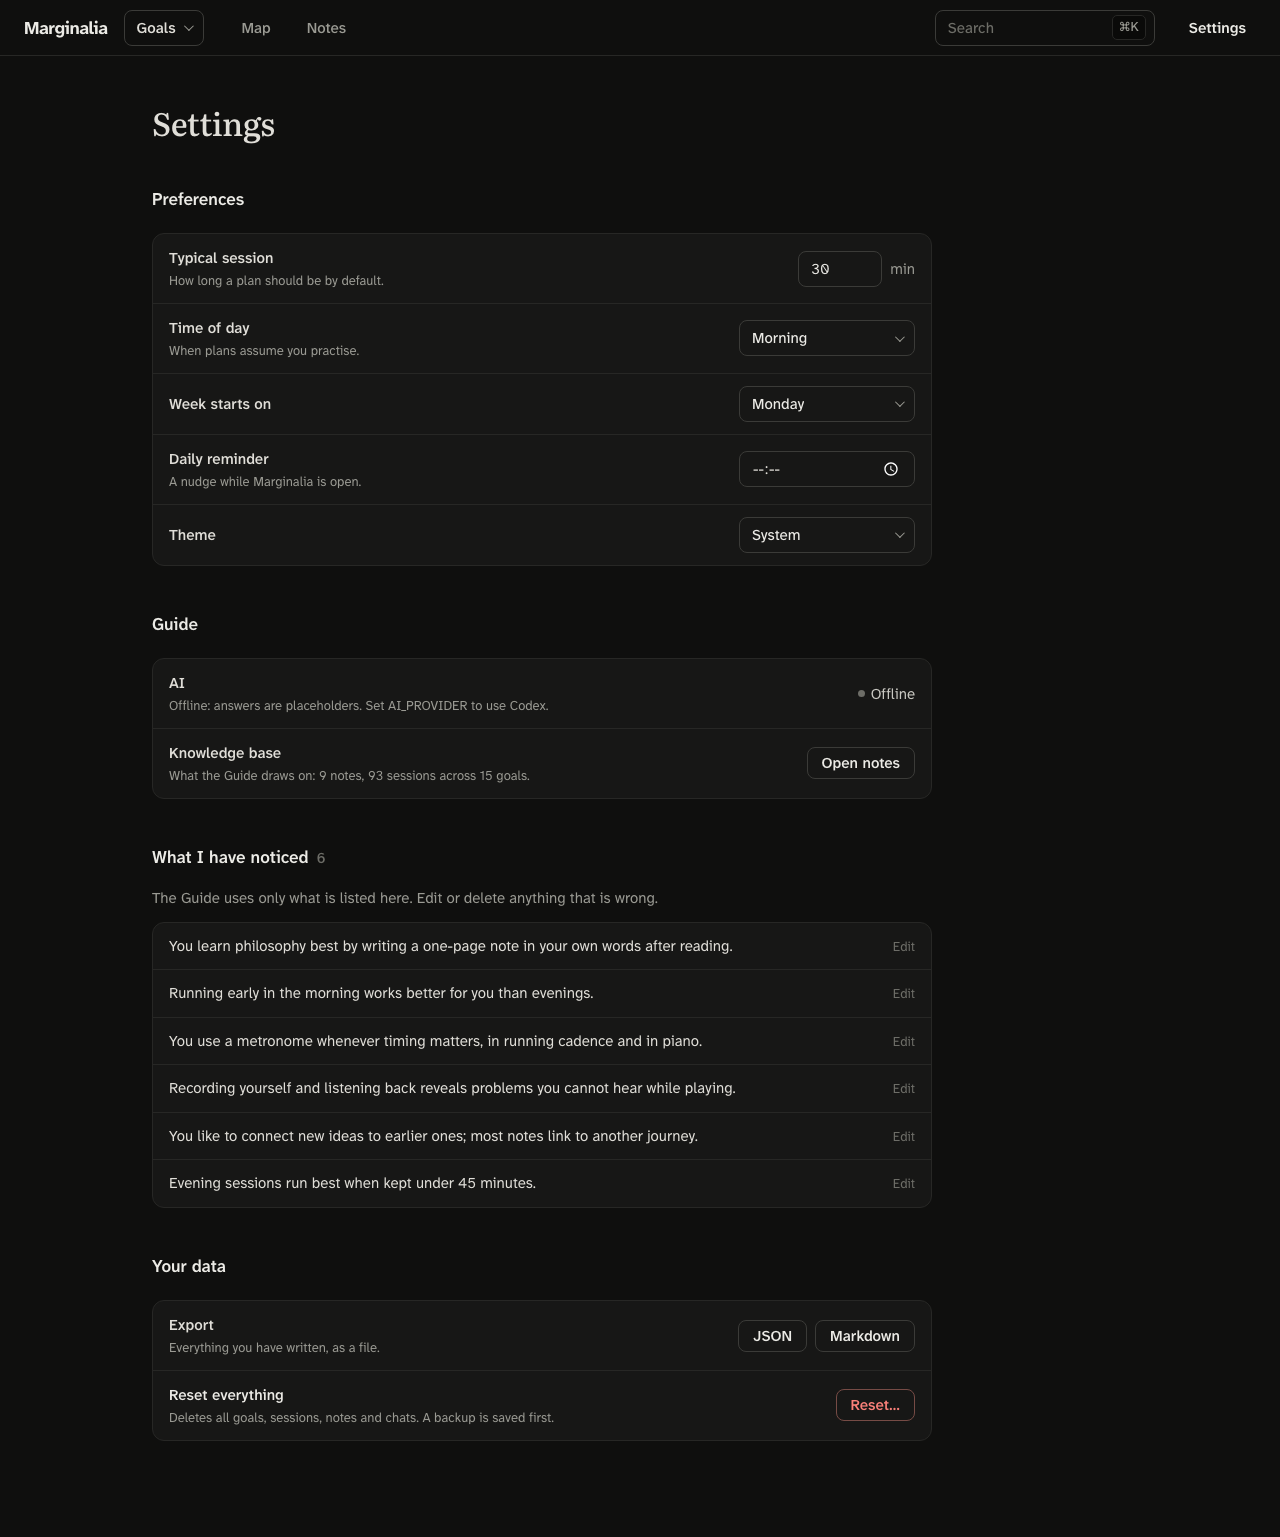 Marginalia Goals Map Notes Search ⌘K Settings
Settings
Preferences
Typical session
How long a plan should be by default.
30 min
Time of day
When plans assume you practise.
Morning
Week starts on
Monday
Daily reminder
A nudge while Marginalia is open.
--:--
Theme
System
Guide
AI
Offline: answers are placeholders. Set AI_PROVIDER to use Codex.
Offline
Knowledge base
What the Guide draws on: 9 notes, 93 sessions across 15 goals.
Open notes
What I have noticed 6
The Guide uses only what is listed here. Edit or delete anything that is wrong.
You learn philosophy best by writing a one-page note in your own words after reading. Edit
Running early in the morning works better for you than evenings. Edit
You use a metronome whenever timing matters, in running cadence and in piano. Edit
Recording yourself and listening back reveals problems you cannot hear while playing. Edit
You like to connect new ideas to earlier ones; most notes link to another journey. Edit
Evening sessions run best when kept under 45 minutes. Edit
Your data
Export
Everything you have written, as a file.
JSON Markdown
Reset everything
Deletes all goals, sessions, notes and chats. A backup is saved first.
Reset…